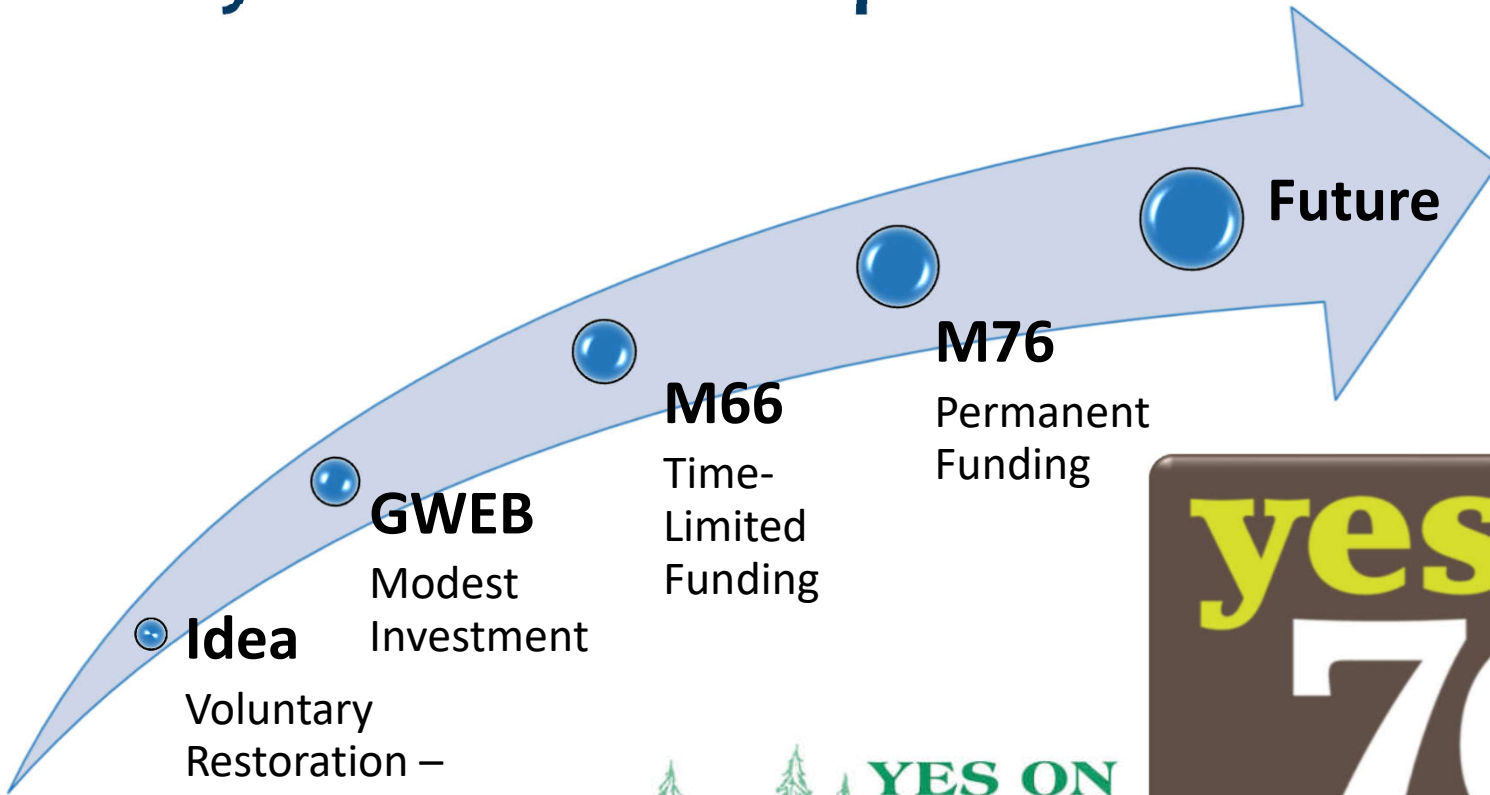 Future
M76
Permanent
Funding
M66
Time-
Limited
Funding
GWEB
Modest
Investment
Idea
Voluntary
Restoration –
YES ON
yes